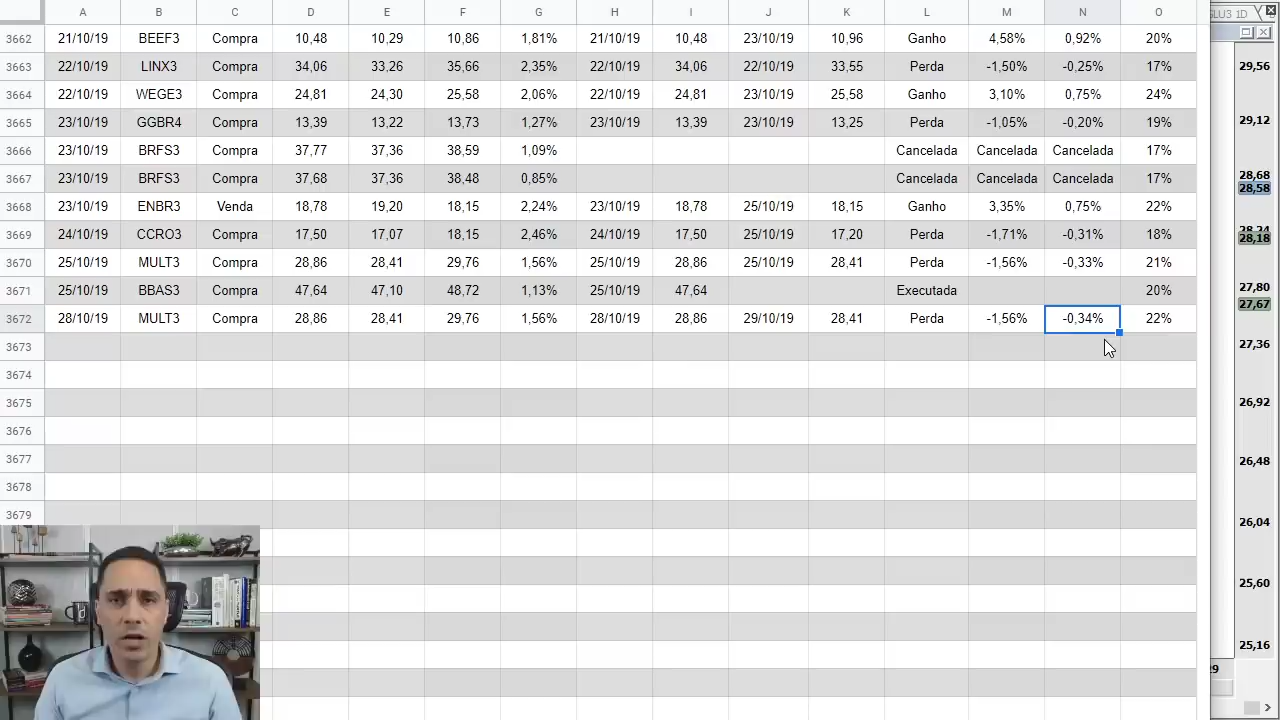 A B C D E F G H I J K L M N O
3662 21/10/19 BEEF3 Compra 10,48 10,29 10,86 21/10/19 10,48 23/10/19 10,96 Ganho 4,58% 0,92% 20%
3663 22/10/19 LINX3 Compra 34,06 33,26 35,66 2,35% 22/10/19 34,06 22/10/19 33,55 Perda -1,50% -0,25% 17%
3664 22/10/19 WEGE3 Compra 24,81 24,30 25,58 2,06% 22/10/19 24,81 23/10/19 25,58 Ganho 3,10% 0,75% 24%
3665 23/10/19 GGBR4 Compra 13,39 13,22 13,73 1,27% 23/10/19 13,39 23/10/19 13,25 Perda -1,05% -0,20% 19%
3666 23/10/19 BRFS3 Compra 37,77 37,36 38,59 1,09% Cancelada Cancelada Cancelada 17%
3667 23/10/19 BRFS3 Compra 37,68 37,36 38,48 0,85% Cancelada Cancelada Cancelada 17%
3668 23/10/19 ENBR3 Venda 18,78 19,20 18,15 2,24% 23/10/19 18,78 25/10/19 18,15 Ganho 3,35% 0,75% 22%
3669 24/10/19 CCRO3 Compra 17,50 17,07 18,15 2,46% 24/10/19 17,50 25/10/19 17,20 Perda -1,71% -0,31% 18%
3670 25/10/19 MULT3 Compra 28,86 28,41 29,76 1,56% 25/10/19 28,86 25/10/19 28,41 Perda -1,56% -0,33% 21%
3671 25/10/19 BBAS3 Compra 47,64 47,10 48,72 1,13% 25/10/19 47,64 Executada 20%
3672 28/10/19 MULT3 Compra 28,86 28,41 29,76 1,56% 28/10/19 28,86 29/10/19 28,41 Perda -1,56% -0,34% 22%
3673
3674
3675
3676
3677
3678
3679
1D
29,56
29,12
28,68
28,58
28,18
27,80
27,67
27,36
26,92
26,48
26,04
25,60
25,16